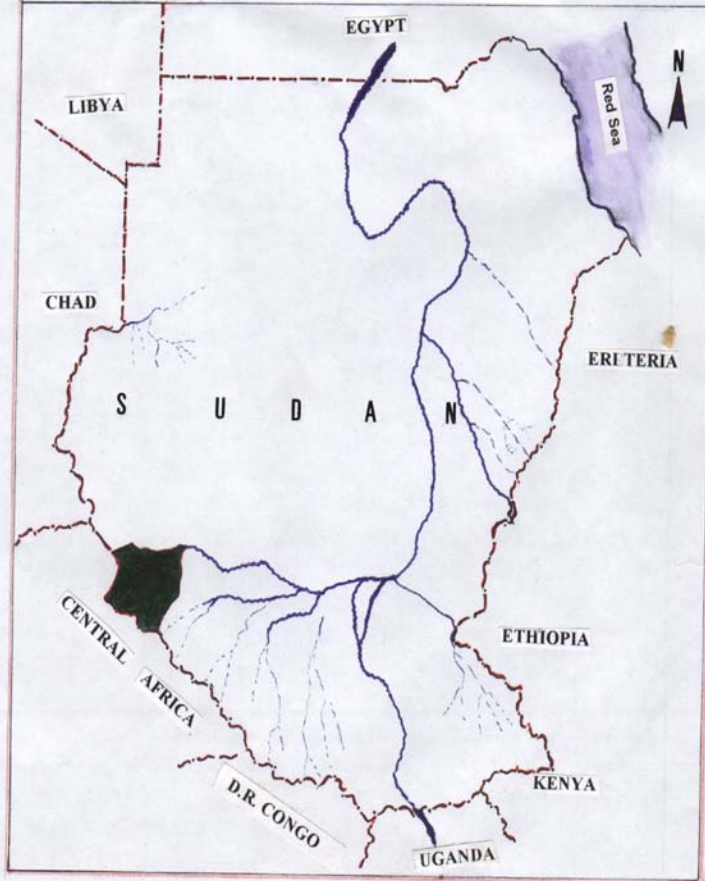 EGYPT
N
LIBYA
Red Sea
CHAD
ERITERIA
S U D A N
CENTRAL AFRICA
ETHIOPIA
D.R. CONGO
KENYA
UGANDA